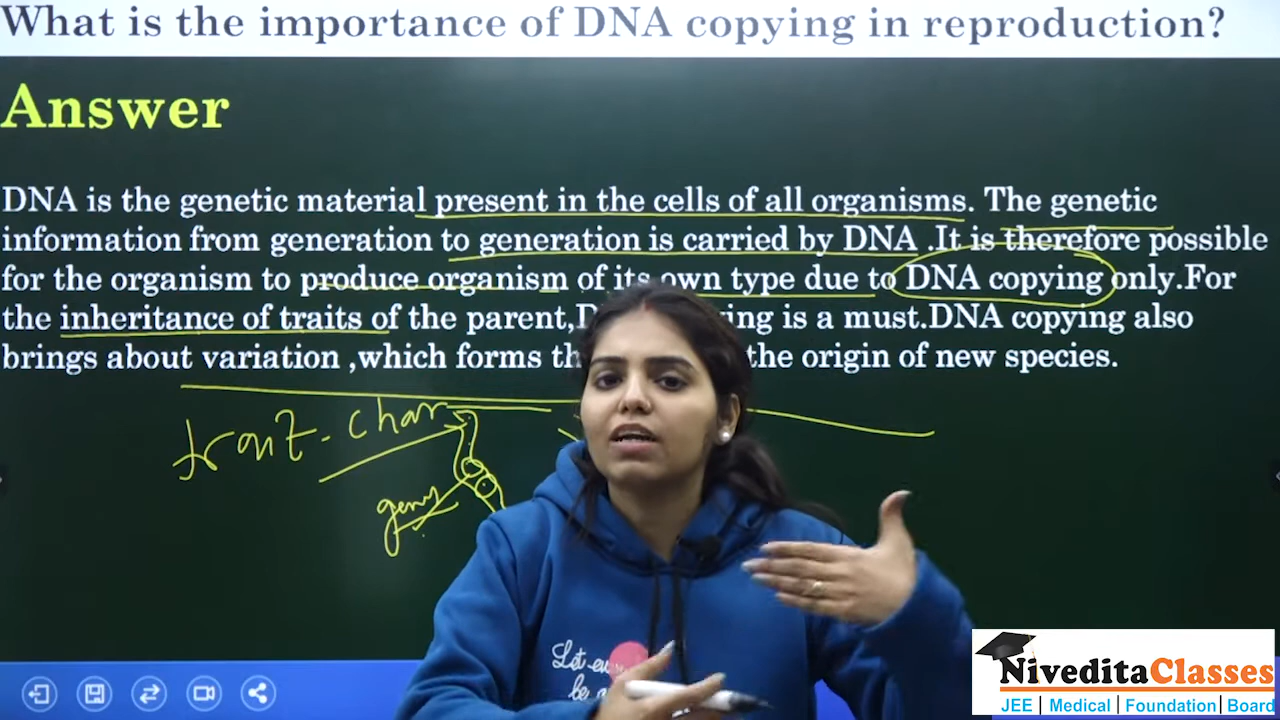 What is the importance of DNA copying in reproduction?
Answer
DNA is the genetic material present in the cells of all organisms. The genetic
information from generation to generation is carried by DNA .It is therefore possible
for the organism to produce organism of its own type due to DNA copying only.For
the inheritance of traits of the parent,D ing is a must.DNA copying also
brings about variation ,which forms th the origin of new species.
trait - char
genes
Let
be
NiveditaClasses
JEE | Medical | Foundation | Board